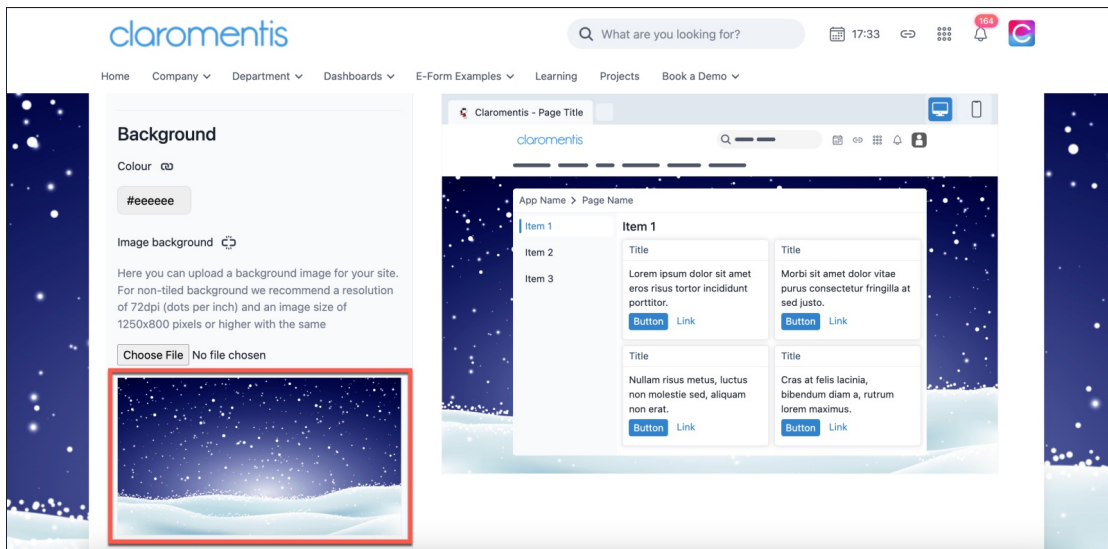 claromentis
What are you looking for?
17:33
164
Home Company Department Dashboards E-Form Examples Learning Projects Book a Demo
Background
Colour
#eeeeee
Image background
Here you can upload a background image for your site.
For non-tiled background we recommend a resolution
of 72dpi (dots per inch) and an image size of
1250x800 pixels or higher with the same
Choose File No file chosen
Claromentis - Page Title
claromentis
App Name > Page Name
Item 1
Item 2
Item 3
Item 1
Title
Lorem ipsum dolor sit amet
eros risus tortor incididunt
porttitor.
Button Link
Title
Morbi sit amet dolor vitae
purus consectetur fringilla at
sed justo.
Button Link
Title
Nullam risus metus, luctus
non molestie sed, aliquam
non erat.
Button Link
Title
Cras at felis lacinia,
bibendum diam a, rutrum
lorem maximus.
Button Link